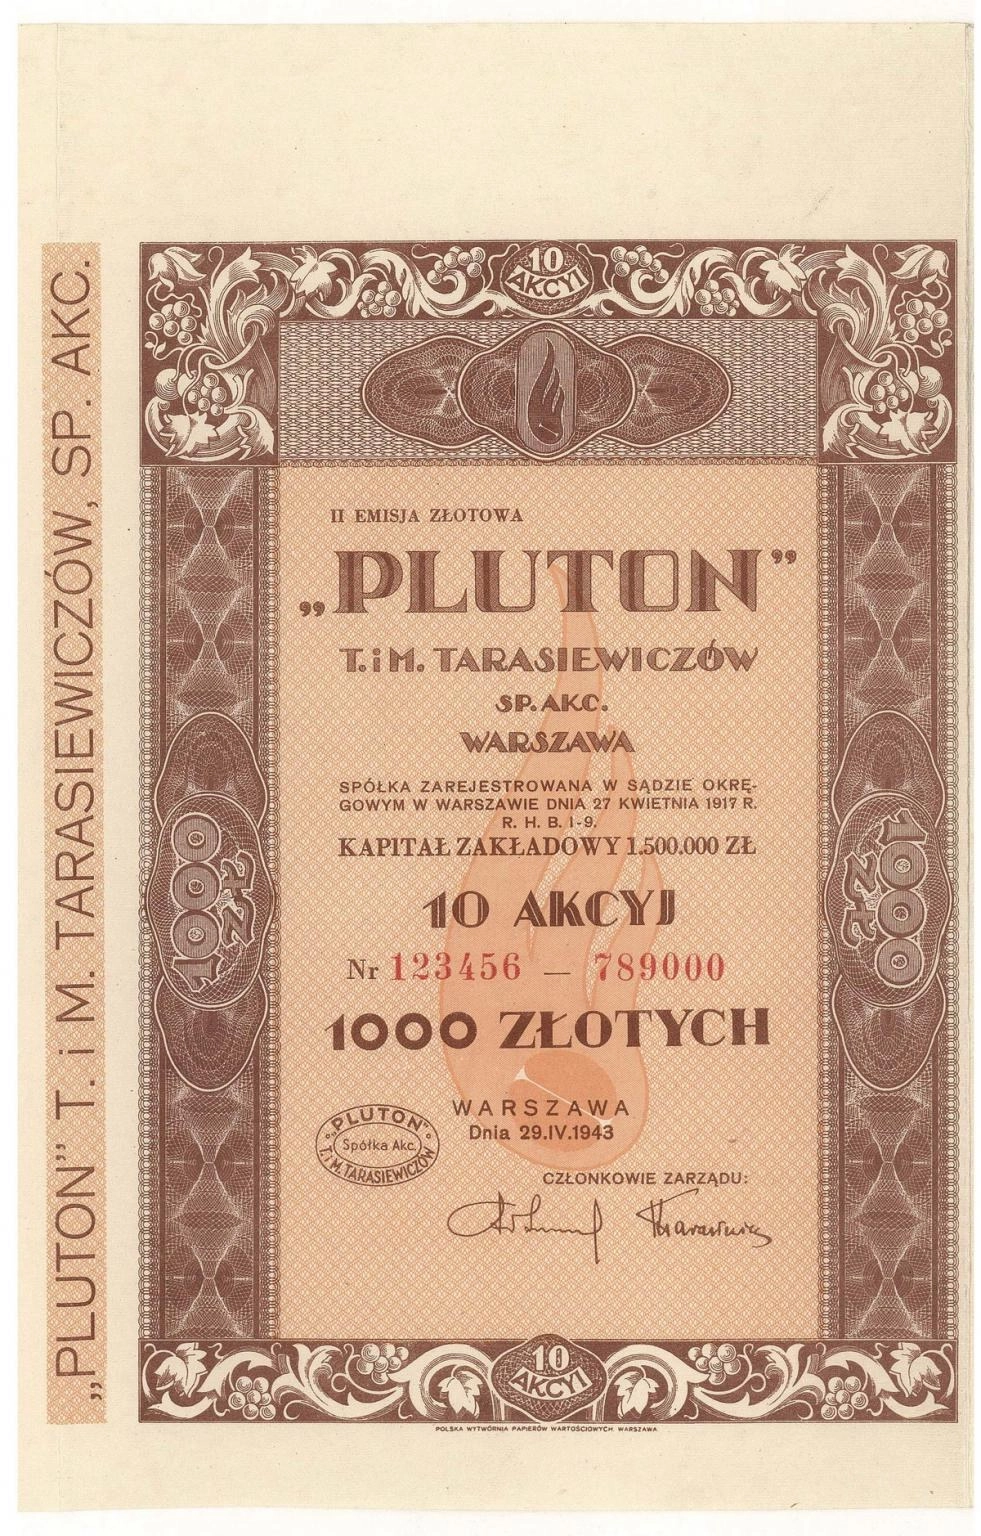 10
AKCYJ
II EMISJA ZŁOTOWA
„PLUTON”
T. i M. TARASIEWICZÓW
SP. AKC.
WARSZAWA
SPÓŁKA ZAREJESTROWANA W SĄDZIE OKRĘ-
GOWYM W WARSZAWIE DNIA 27 KWIETNIA 1917 R.
R. H. B. I-9.
KAPITAŁ ZAKŁADOWY 1.500.000 ZŁ
10 AKCYJ
Nr 123456 — 789000
1000 ZŁOTYCH
WARSZAWA
Dnia 29.IV.1943
„PLUTON”
Spółka Akc.
T. i M. TARASIEWICZÓW
CZŁONKOWIE ZARZĄDU:
1000
ZŁ
1000
ZŁ
10
AKCYJ
POLSKA WYTWÓRNIA PAPIERÓW WARTOŚCIOWYCH. WARSZAWA
„PLUTON” T. i M. TARASIEWICZÓW, SP. AKC.